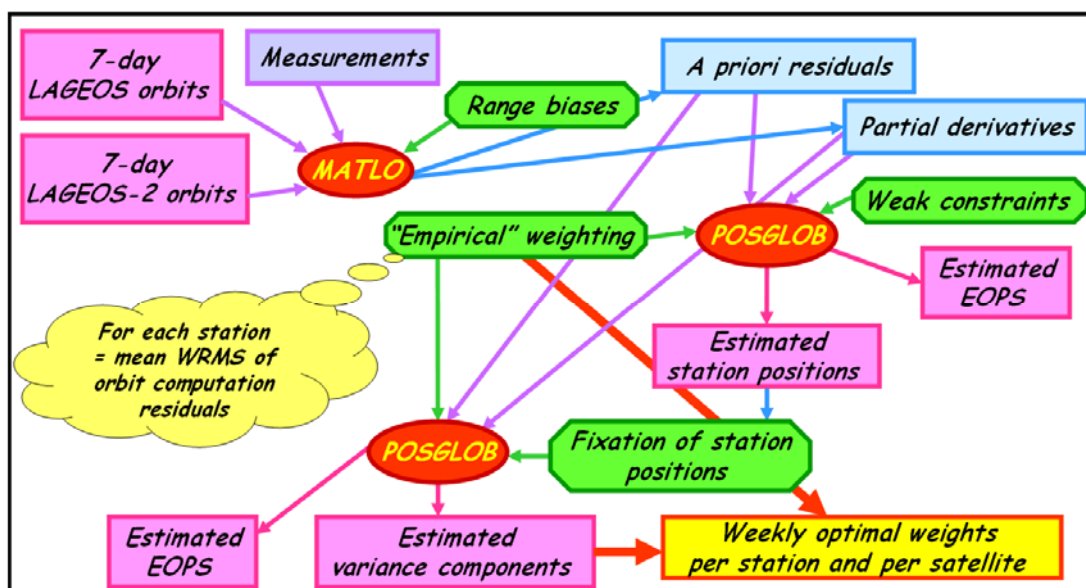 7-day
LAGEOS orbits
Measurements
A priori residuals
Range biases
Partial derivatives
7-day
LAGEOS-2 orbits
MATLO
Weak constraints
"Empirical" weighting
POSGLOB
Estimated
EOPS
For each station
= mean WRMS of
orbit computation
residuals
Estimated
station positions
POSGLOB
Fixation of station
positions
Estimated
EOPS
Estimated
variance components
Weekly optimal weights
per station and per satellite